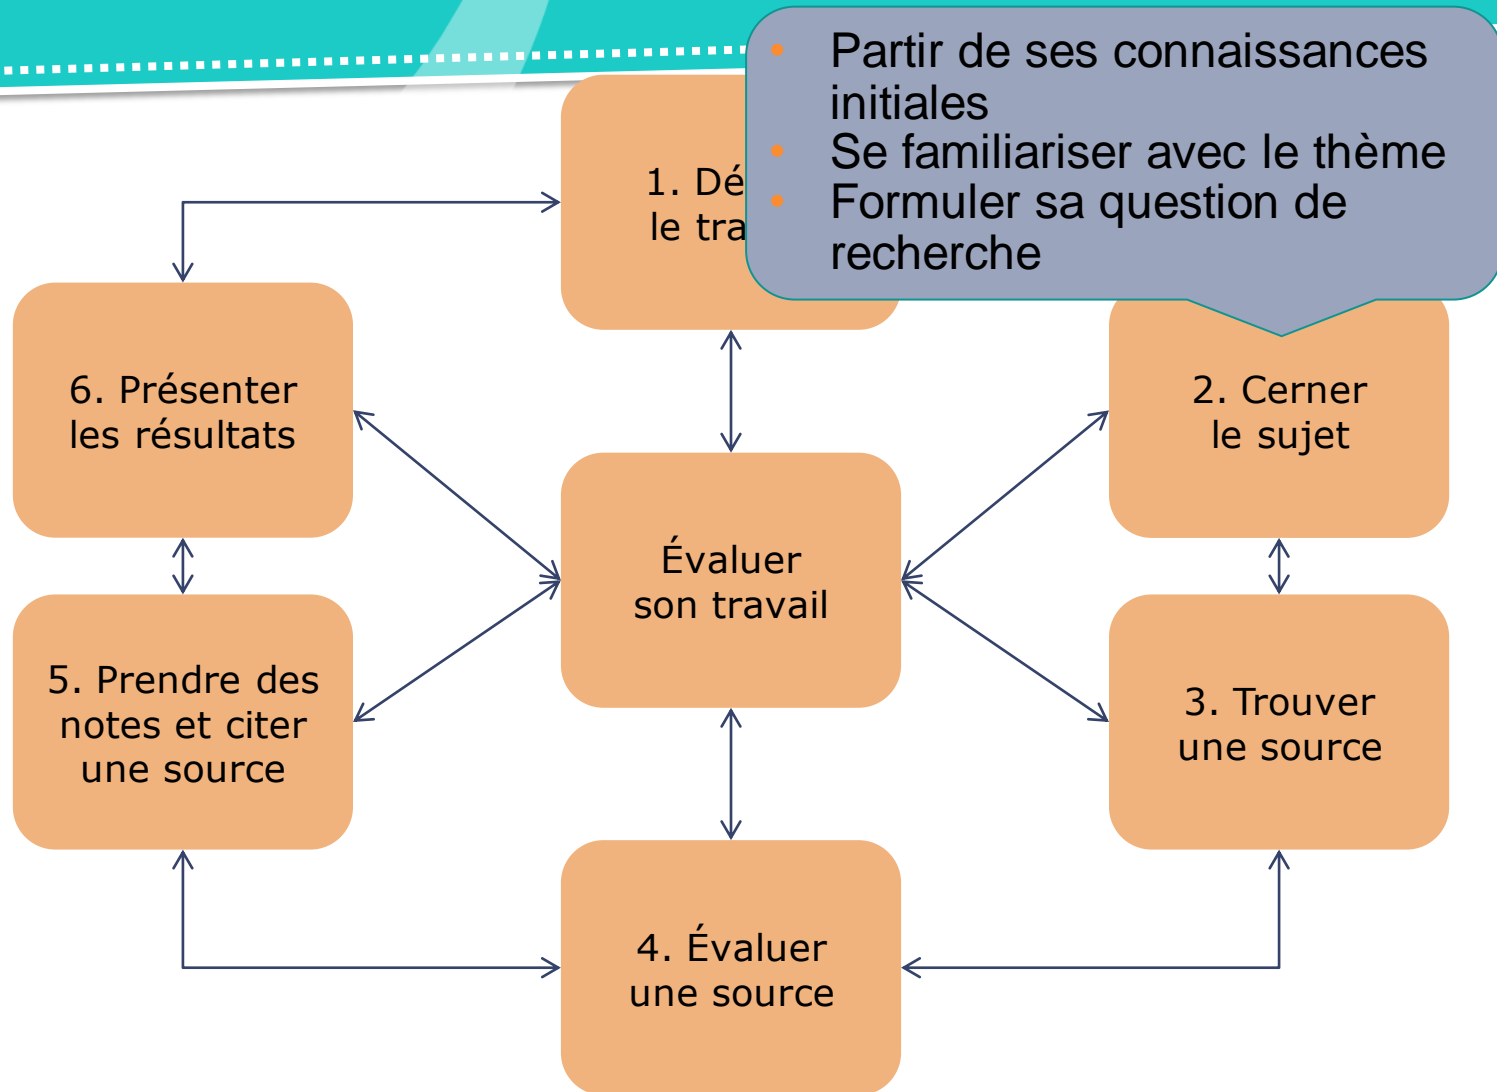 • Partir de ses connaissances
initiales
• Se familiariser avec le thème
• Formuler sa question de
recherche
1. Dé
le tra
2. Cerner
le sujet
6. Présenter
les résultats
Évaluer
son travail
3. Trouver
une source
5. Prendre des
notes et citer
une source
4. Évaluer
une source